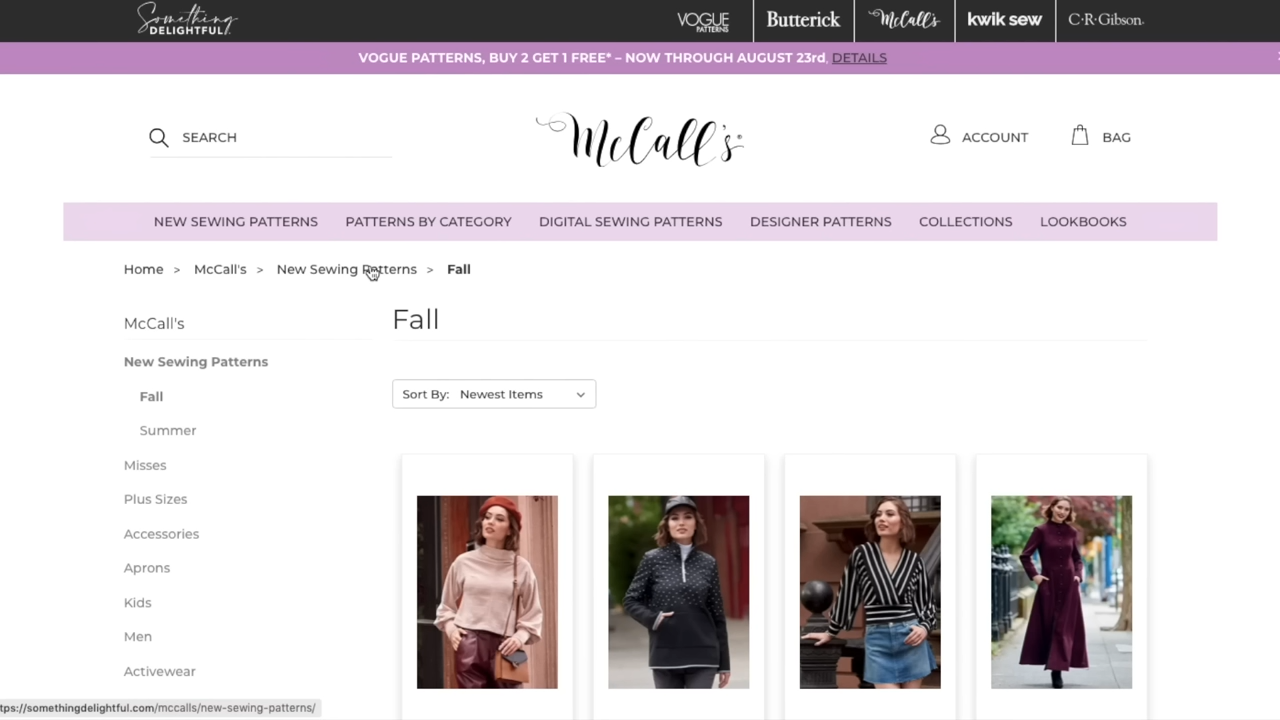 Something
DELIGHTFUL!
VOGUE
PATTERNS
Butterick
McCall's
kwik sew
C·R·Gibson®
VOGUE PATTERNS, BUY 2 GET 1 FREE* – NOW THROUGH AUGUST 23rd. DETAILS
SEARCH
McCall's®
ACCOUNT
BAG
NEW SEWING PATTERNS PATTERNS BY CATEGORY DIGITAL SEWING PATTERNS DESIGNER PATTERNS COLLECTIONS LOOKBOOKS
Home > McCall's > New Sewing Patterns > Fall
McCall's
New Sewing Patterns
Fall
Summer
Misses
Plus Sizes
Accessories
Aprons
Kids
Men
Activewear
Fall
Sort By: Newest Items
tps://somethingdelightful.com/mccalls/new-sewing-patterns/